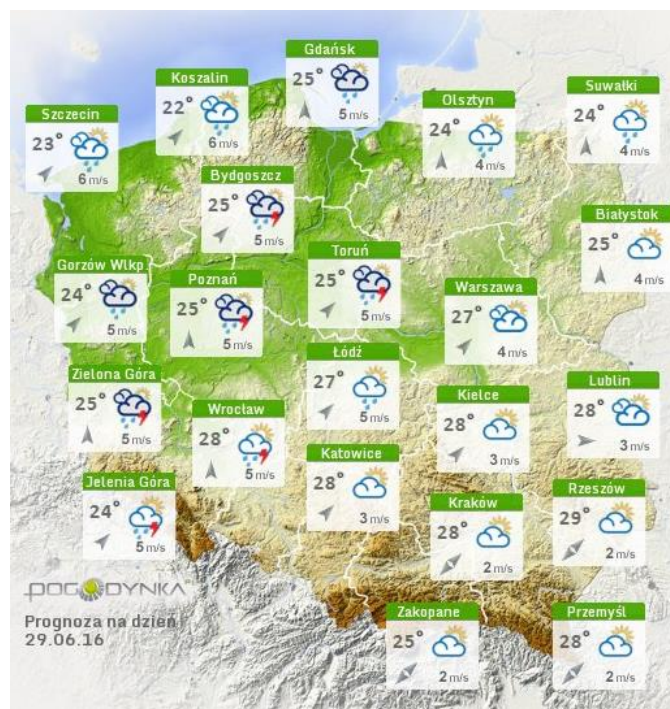 Gdańsk
25°
5 m/s
Koszalin
22°
6 m/s
Szczecin
23°
6 m/s
Olsztyn
24°
4 m/s
Suwałki
24°
4 m/s
Bydgoszcz
25°
5 m/s
Białystok
25°
4 m/s
Gorzów Wlkp
24°
5 m/s
Poznań
25°
5 m/s
Toruń
25°
5 m/s
Warszawa
27°
4 m/s
Zielona Góra
25°
5 m/s
Wrocław
28°
5 m/s
Łódź
27°
5 m/s
Kielce
28°
3 m/s
Lublin
28°
3 m/s
Jelenia Góra
24°
5 m/s
Katowice
28°
3 m/s
Kraków
28°
2 m/s
Rzeszów
29°
2 m/s
POGODYNKA
Prognoza na dzień
29.06.16
Zakopane
25°
2 m/s
Przemyśl
28°
2 m/s